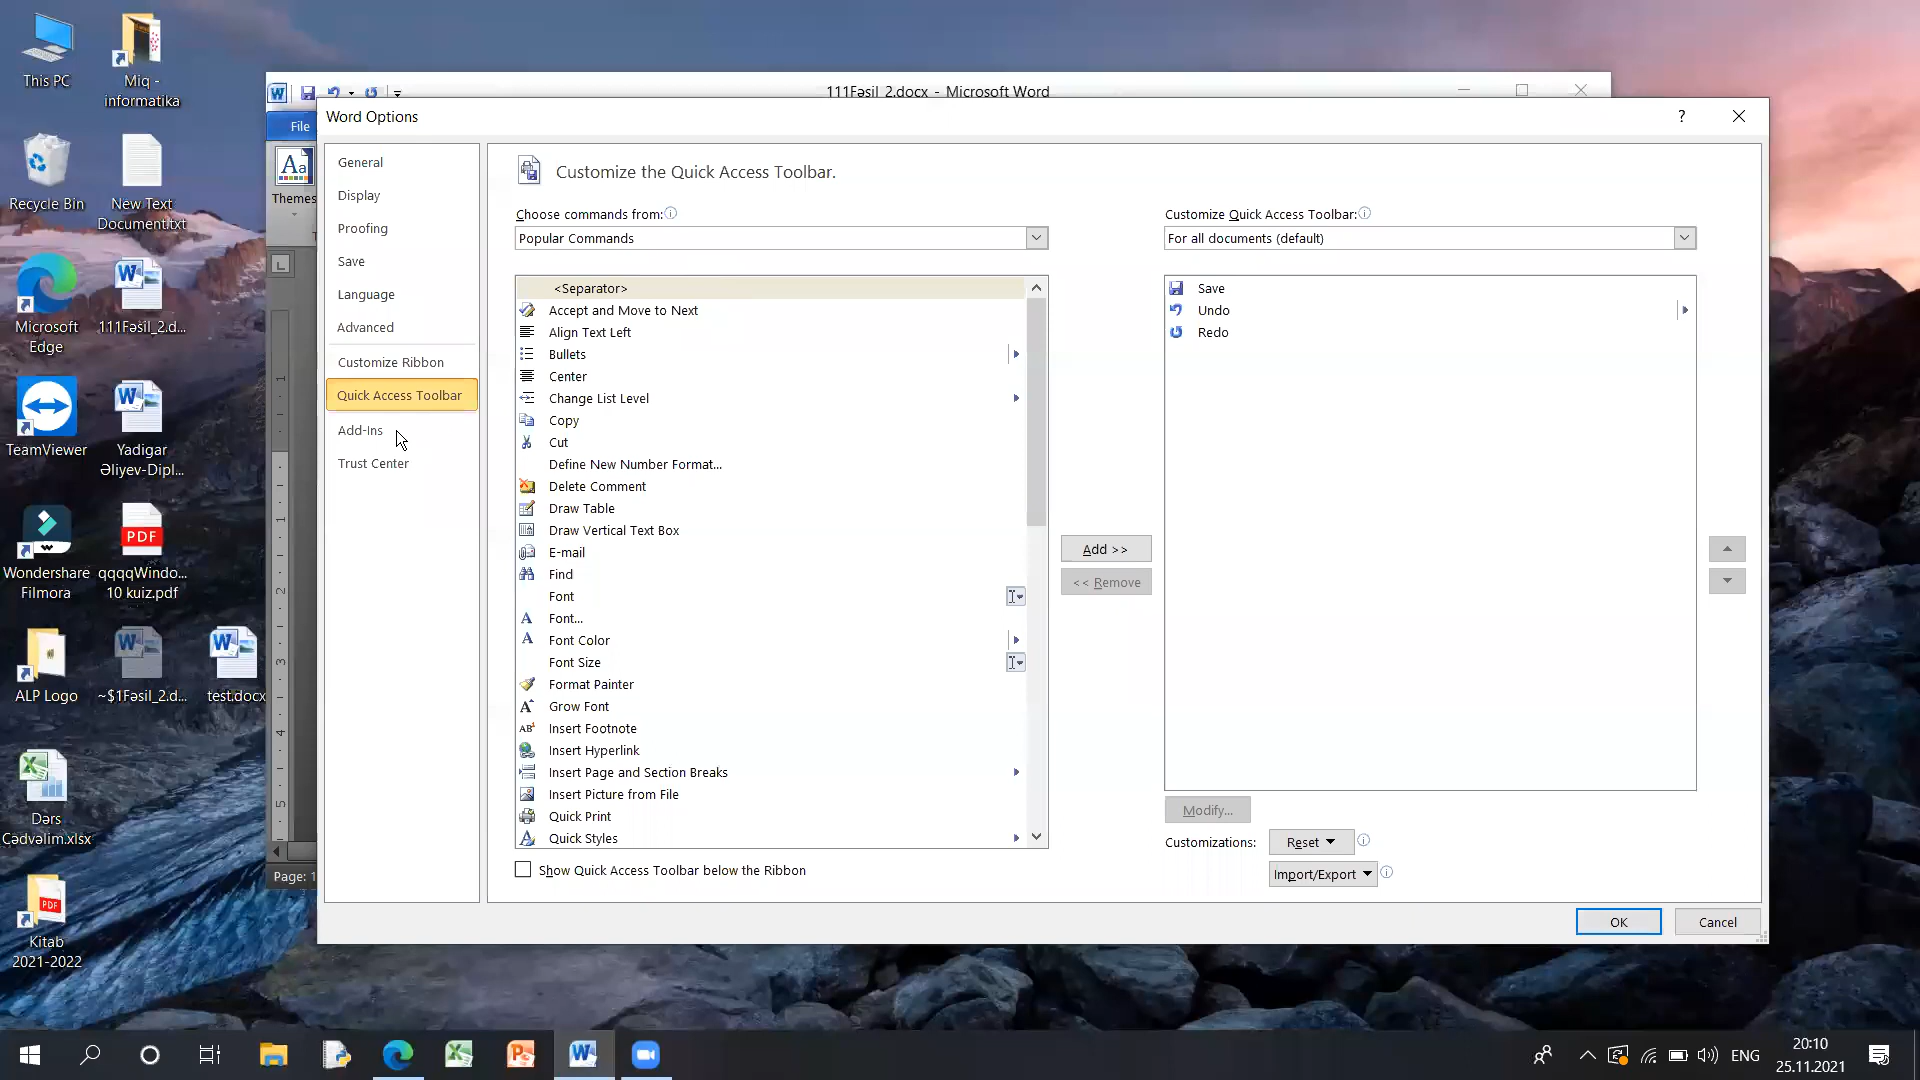 This PC
Miq -
informatika
Recycle Bin
New Text
Document.txt
Microsoft
Edge
111Fəsil_2.d...
TeamViewer
Yadigar
Əliyev-Dipl...
Wondershare
Filmora
PDF
qqqqWindo...
10 kuiz.pdf
ALP Logo
~$1Fəsil_2.d...
test.docx
Dərs
Cədvəlim.xlsx
PDF
Kitab
2021-2022
111Fəsil_2.docx - Microsoft Word
File
Themes
Page: 1
Word Options
General
Display
Proofing
Save
Language
Advanced
Customize Ribbon
Quick Access Toolbar
Add-Ins
Trust Center
Customize the Quick Access Toolbar.
Choose commands from:
Popular Commands
<Separator>
Accept and Move to Next
Align Text Left
Bullets
Center
Change List Level
Copy
Cut
Define New Number Format...
Delete Comment
Draw Table
Draw Vertical Text Box
E-mail
Find
Font
Font...
Font Color
Font Size
Format Painter
Grow Font
Insert Footnote
Insert Hyperlink
Insert Page and Section Breaks
Insert Picture from File
Quick Print
Quick Styles
Show Quick Access Toolbar below the Ribbon
Add >>
<< Remove
Customize Quick Access Toolbar:
For all documents (default)
Save
Undo
Redo
Modify...
Customizations:
Reset
Import/Export
OK
Cancel
ENG
20:10
25.11.2021